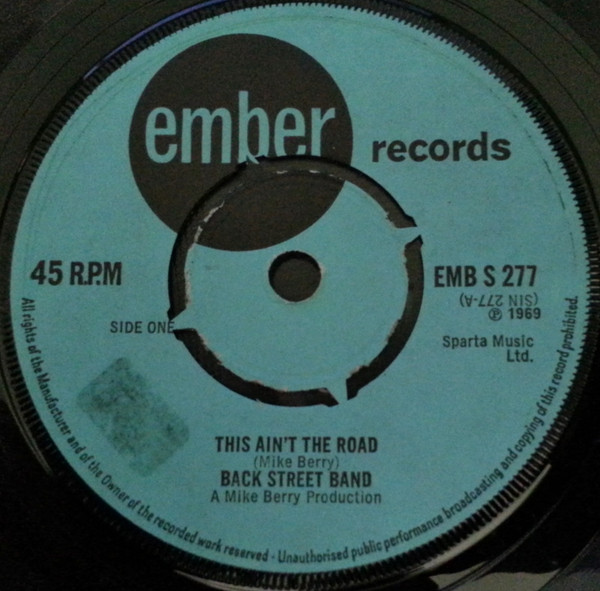 ember
records
45 R.P.M
EMB S 277
(SIN 277-A)
℗ 1969
SIDE ONE
Sparta Music
Ltd.
THIS AIN'T THE ROAD
(Mike Berry)
BACK STREET BAND
A Mike Berry Production
All rights of the Manufacturer and of the Owner of the recorded work reserved · Unauthorised public performance broadcasting and copying of this record prohibited.